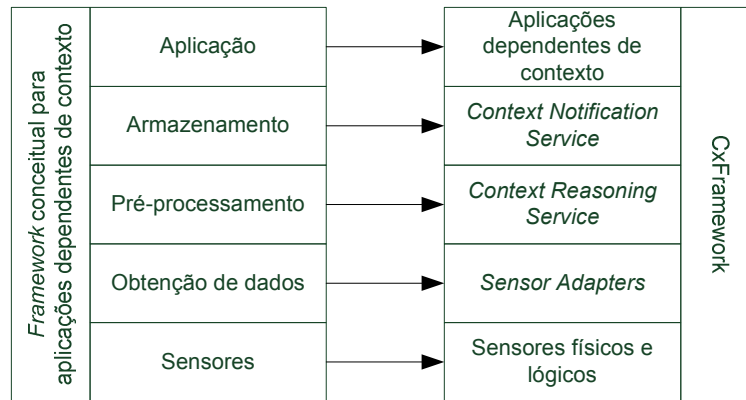 Framework conceitual para
aplicações dependentes de contexto
Aplicação
Aplicações
dependentes de
contexto
Armazenamento
Context Notification
Service
Pré-processamento
Context Reasoning
Service
Obtenção de dados
Sensor Adapters
Sensores
Sensores físicos e
lógicos
CxFramework